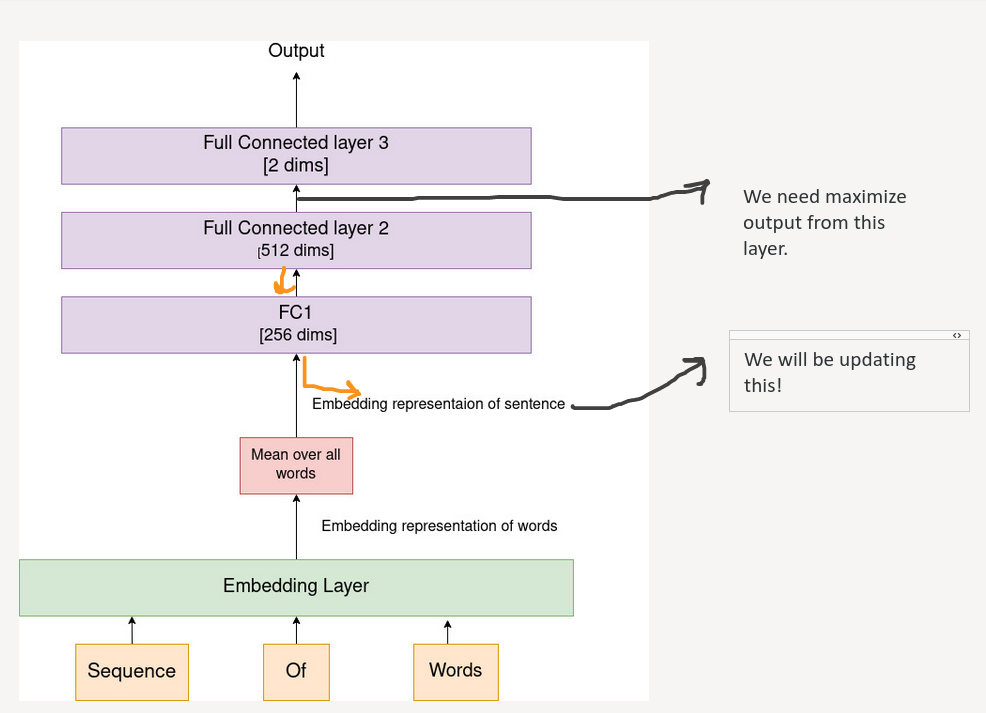 Output
Full Connected layer 3
[2 dims]
We need maximize
output from this
layer.
Full Connected layer 2
[512 dims]
FC1
[256 dims]
<>
We will be updating
this!
Embedding representaion of sentence
Mean over all
words
Embedding representation of words
Embedding Layer
Sequence
Of
Words